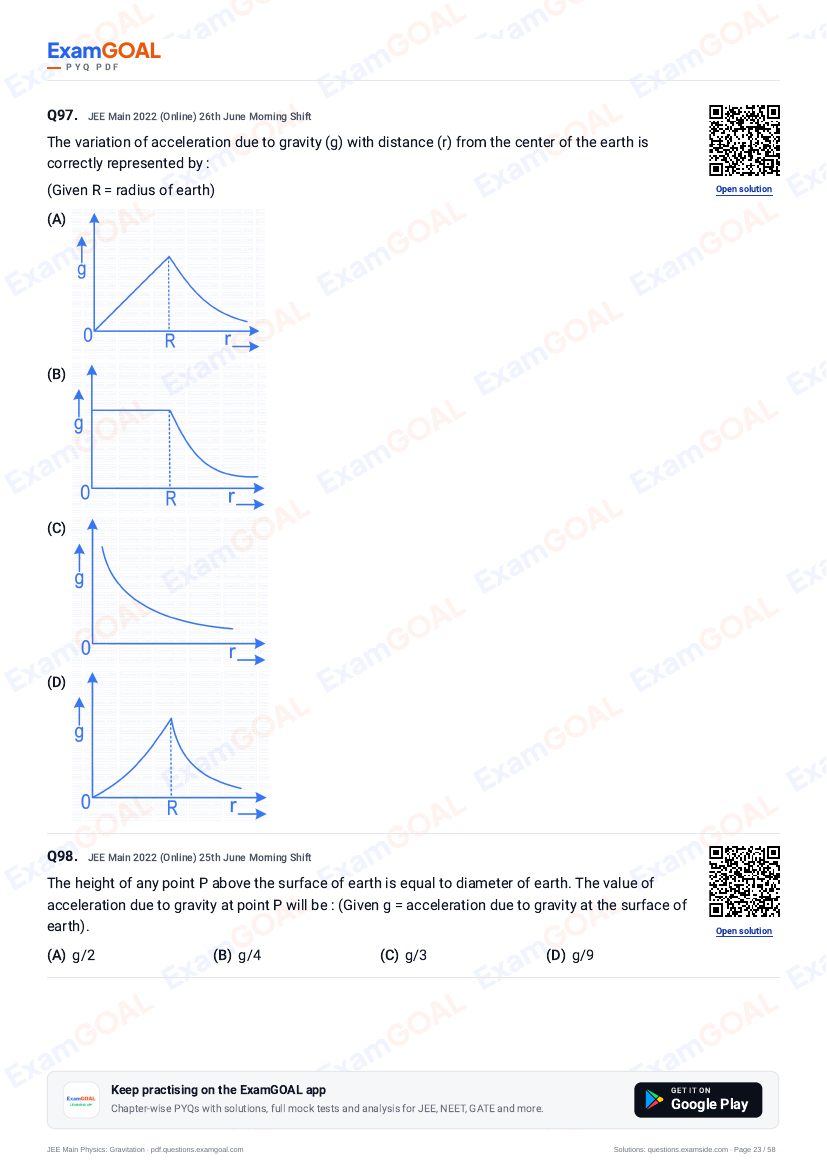 ExamGOAL
PYQ PDF
Q97. JEE Main 2022 (Online) 26th June Morning Shift
The variation of acceleration due to gravity (g) with distance (r) from the center of the earth is
correctly represented by :
(Given R = radius of earth)
Open solution
(A)
g
0
R
r
(B)
g
0
R
r
(C)
g
0
r
(D)
g
0
R
r
Q98. JEE Main 2022 (Online) 25th June Morning Shift
The height of any point P above the surface of earth is equal to diameter of earth. The value of
acceleration due to gravity at point P will be : (Given g = acceleration due to gravity at the surface of
earth).
Open solution
(A) g/2 (B) g/4 (C) g/3 (D) g/9
ExamGOAL
Keep practising on the ExamGOAL app
Chapter-wise PYQs with solutions, full mock tests and analysis for JEE, NEET, GATE and more.
GET IT ON
Google Play
JEE Main Physics: Gravitation · pdf.questions.examgoal.com
Solutions: questions.examside.com · Page 23 / 58